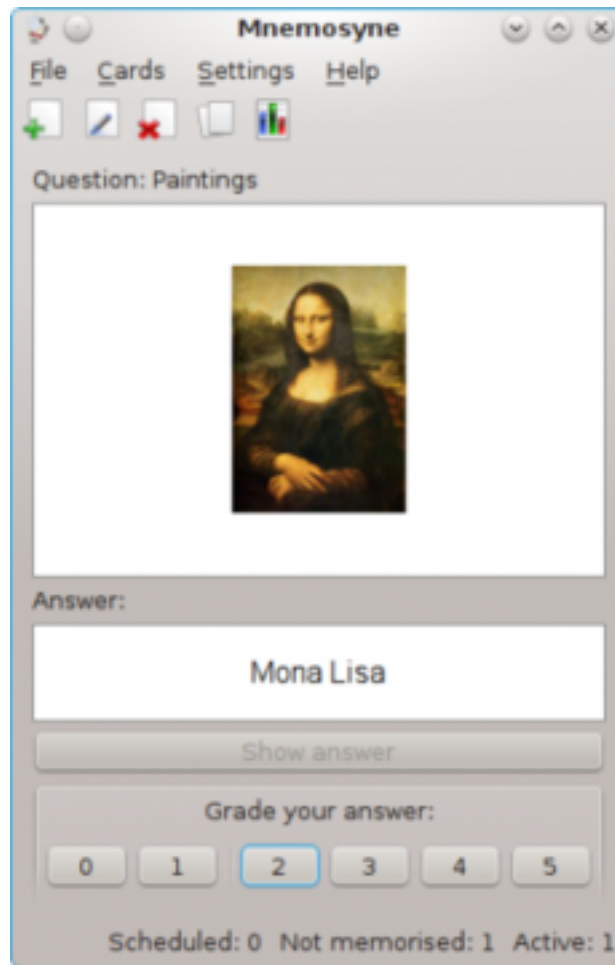 Mnemosyne
File Cards Settings Help
Question: Paintings
Answer:
Mona Lisa
Show answer
Grade your answer:
0 1 2 3 4 5
Scheduled: 0 Not memorised: 1 Active: 1